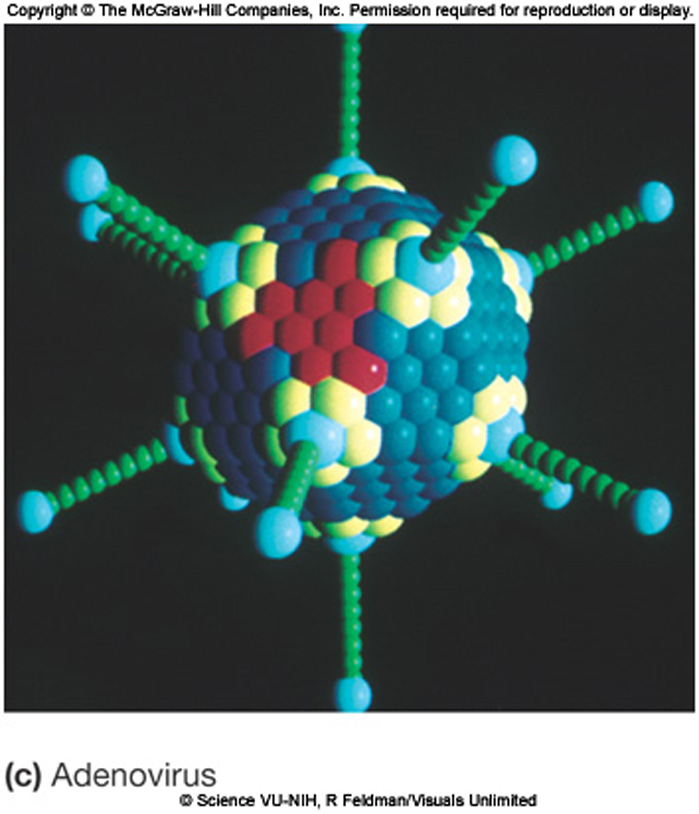 Copyright © The McGraw-Hill Companies, Inc. Permission required for reproduction or display.
(c) Adenovirus
© Science VU-NIH, R Feldman/Visuals Unlimited